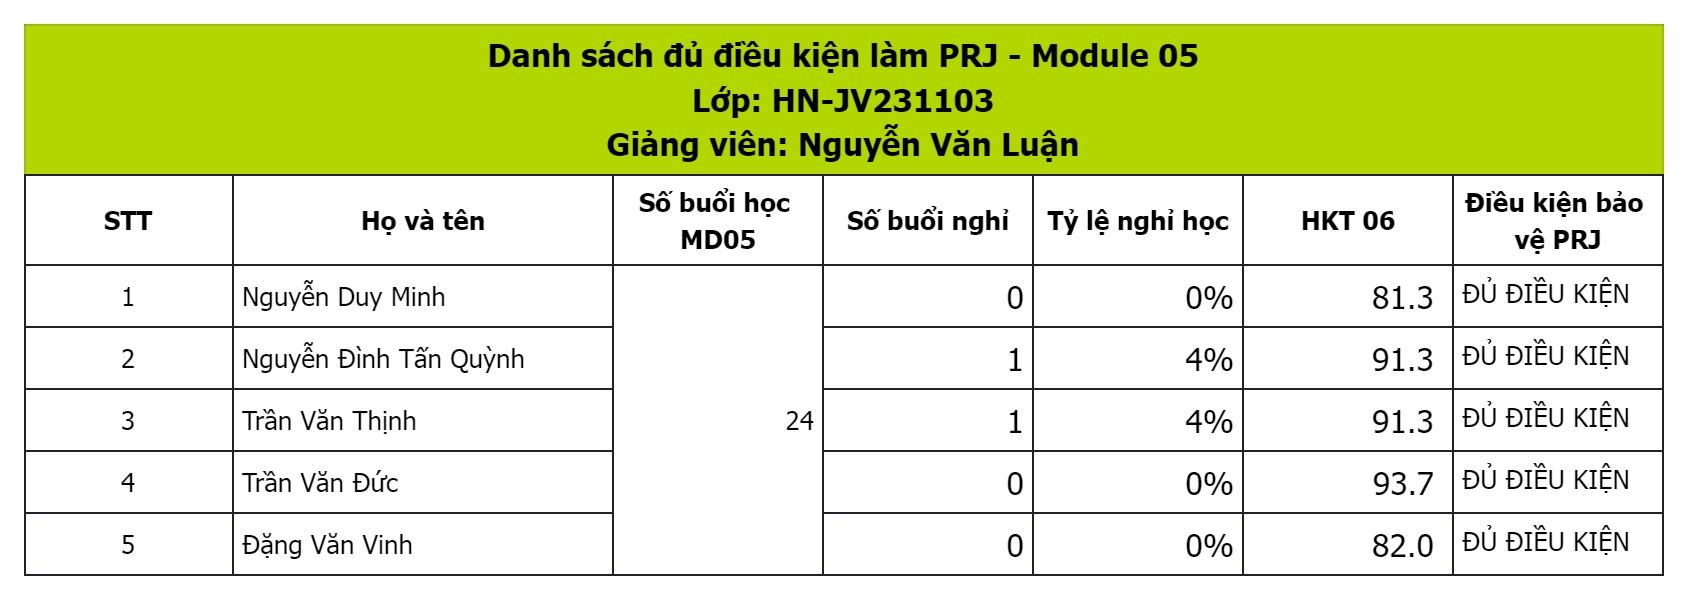 Danh sách đủ điều kiện làm PRJ - Module 05
Lớp: HN-JV231103
Giảng viên: Nguyễn Văn Luận
STT Họ và tên Số buổi học MD05 Số buổi nghỉ Tỷ lệ nghỉ học HKT 06 Điều kiện bảo vệ PRJ
1 Nguyễn Duy Minh 0 0% 81.3 ĐỦ ĐIỀU KIỆN
2 Nguyễn Đình Tấn Quỳnh 1 4% 91.3 ĐỦ ĐIỀU KIỆN
3 Trần Văn Thịnh 24 1 4% 91.3 ĐỦ ĐIỀU KIỆN
4 Trần Văn Đức 0 0% 93.7 ĐỦ ĐIỀU KIỆN
5 Đặng Văn Vinh 0 0% 82.0 ĐỦ ĐIỀU KIỆN